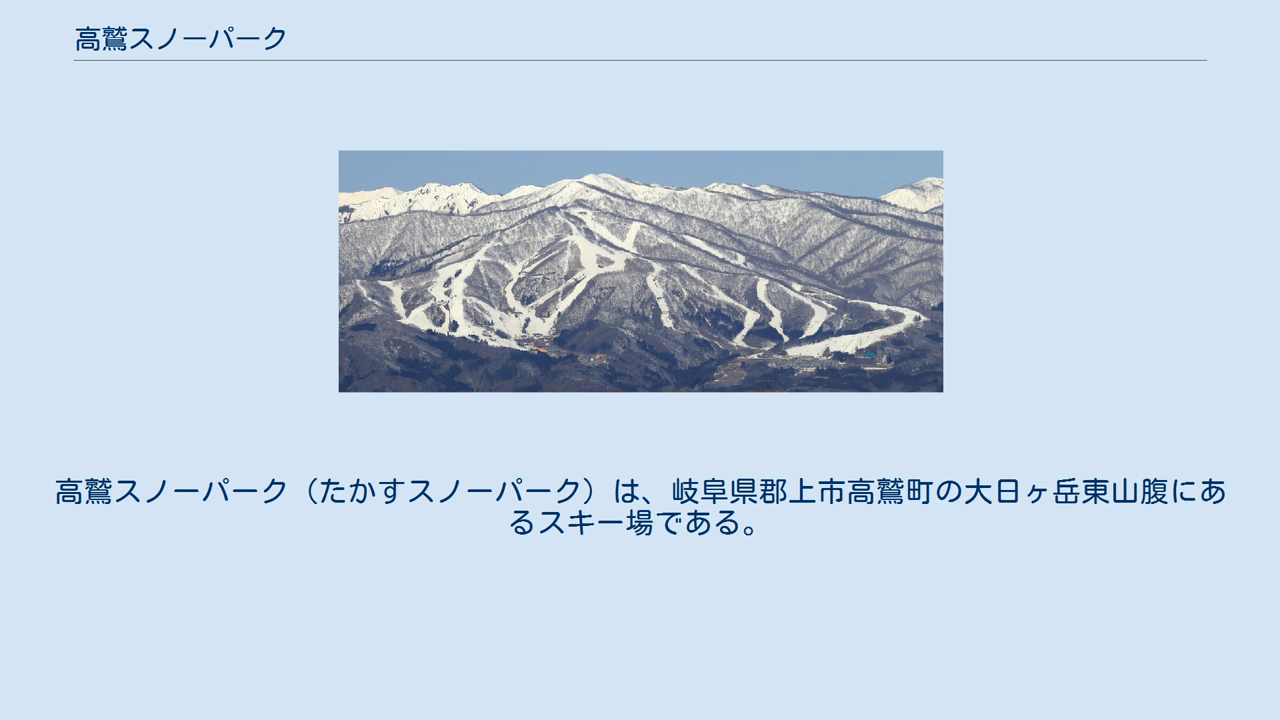 高鷲スノーパーク
高鷲スノーパーク（たかすスノーパーク）は、岐阜県郡上市高鷲町の大日ヶ岳東山腹にあ
るスキー場である。